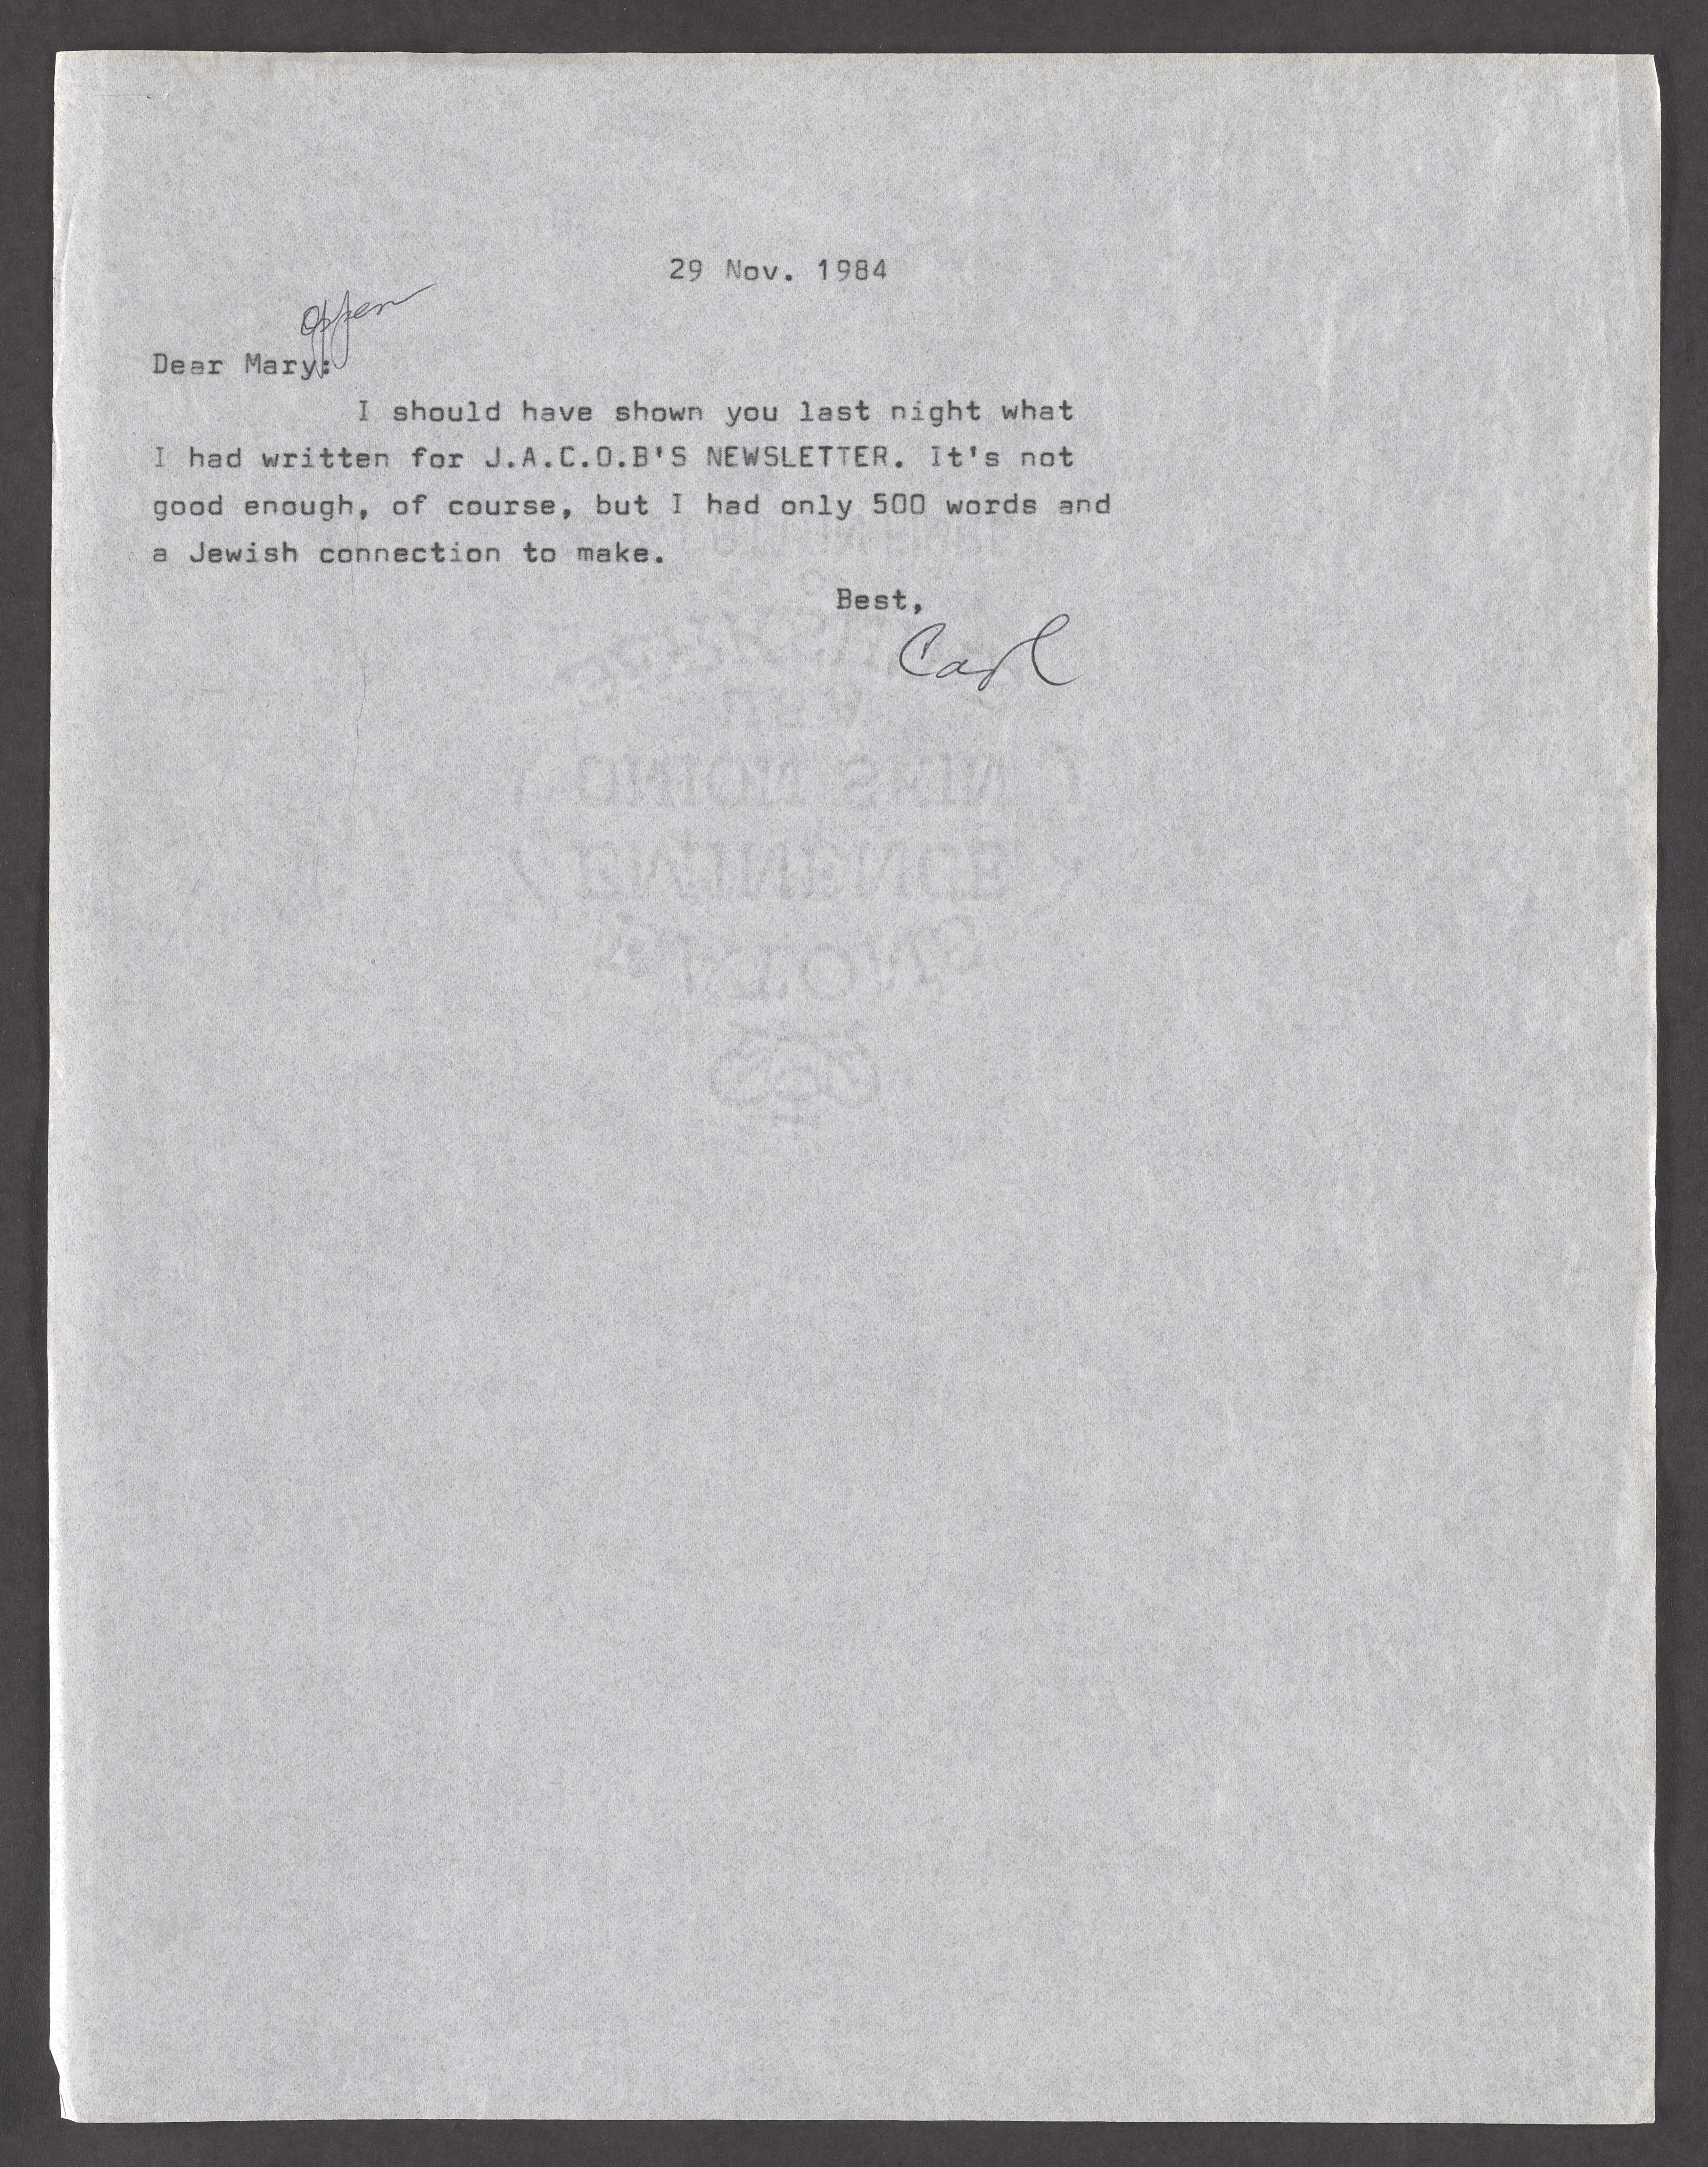 29 Nov. 1984
Oppen
Dear Mary:
I should have shown you last night what
I had written for J.A.C.O.B'S NEWSLETTER. It's not
good enough, of course, but I had only 500 words and
a Jewish connection to make.
Best,
Carl